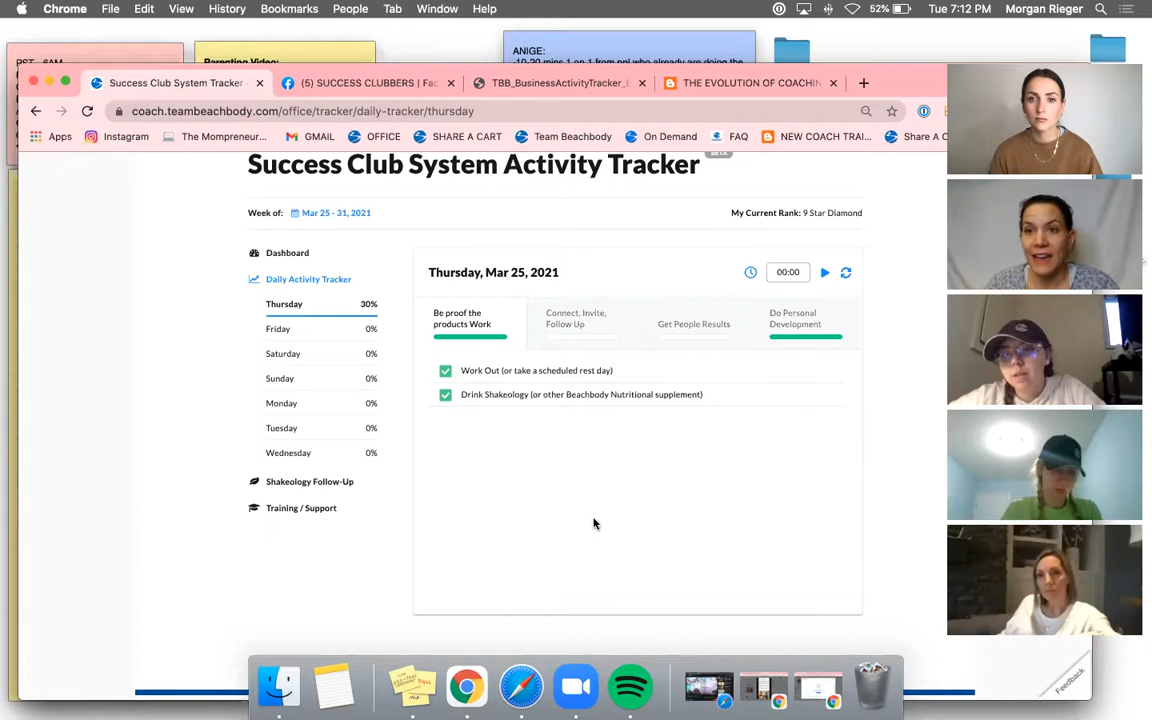 Chrome File Edit View History Bookmarks People Tab Window Help 52% Tue 7:12 PM Morgan Rieger
ANIGE:
Parenting Video:
Success Club System Activity Tracker (5) SUCCESS CLUBBERS | Fac TBB_BusinessActivityTracker_E THE EVOLUTION OF COACHIN
coach.teambeachbody.com/office/tracker/daily-tracker/thursday
Apps Instagram The Mompreneur... GMAIL OFFICE SHARE A CART Team Beachbody On Demand FAQ NEW COACH TRAI... Share A C
Success Club System Activity Tracker
BETA
Week of: Mar 25 - 31, 2021 My Current Rank: 9 Star Diamond
Dashboard
Daily Activity Tracker
Thursday 30%
Friday 0%
Saturday 0%
Sunday 0%
Monday 0%
Tuesday 0%
Wednesday 0%
Shakeology Follow-Up
Training / Support
Thursday, Mar 25, 2021 00:00
Be proof the
products Work
Connect, Invite,
Follow Up
Get People Results
Do Personal
Development
Work Out (or take a scheduled rest day)
Drink Shakeology (or other Beachbody Nutritional supplement)
Feedback